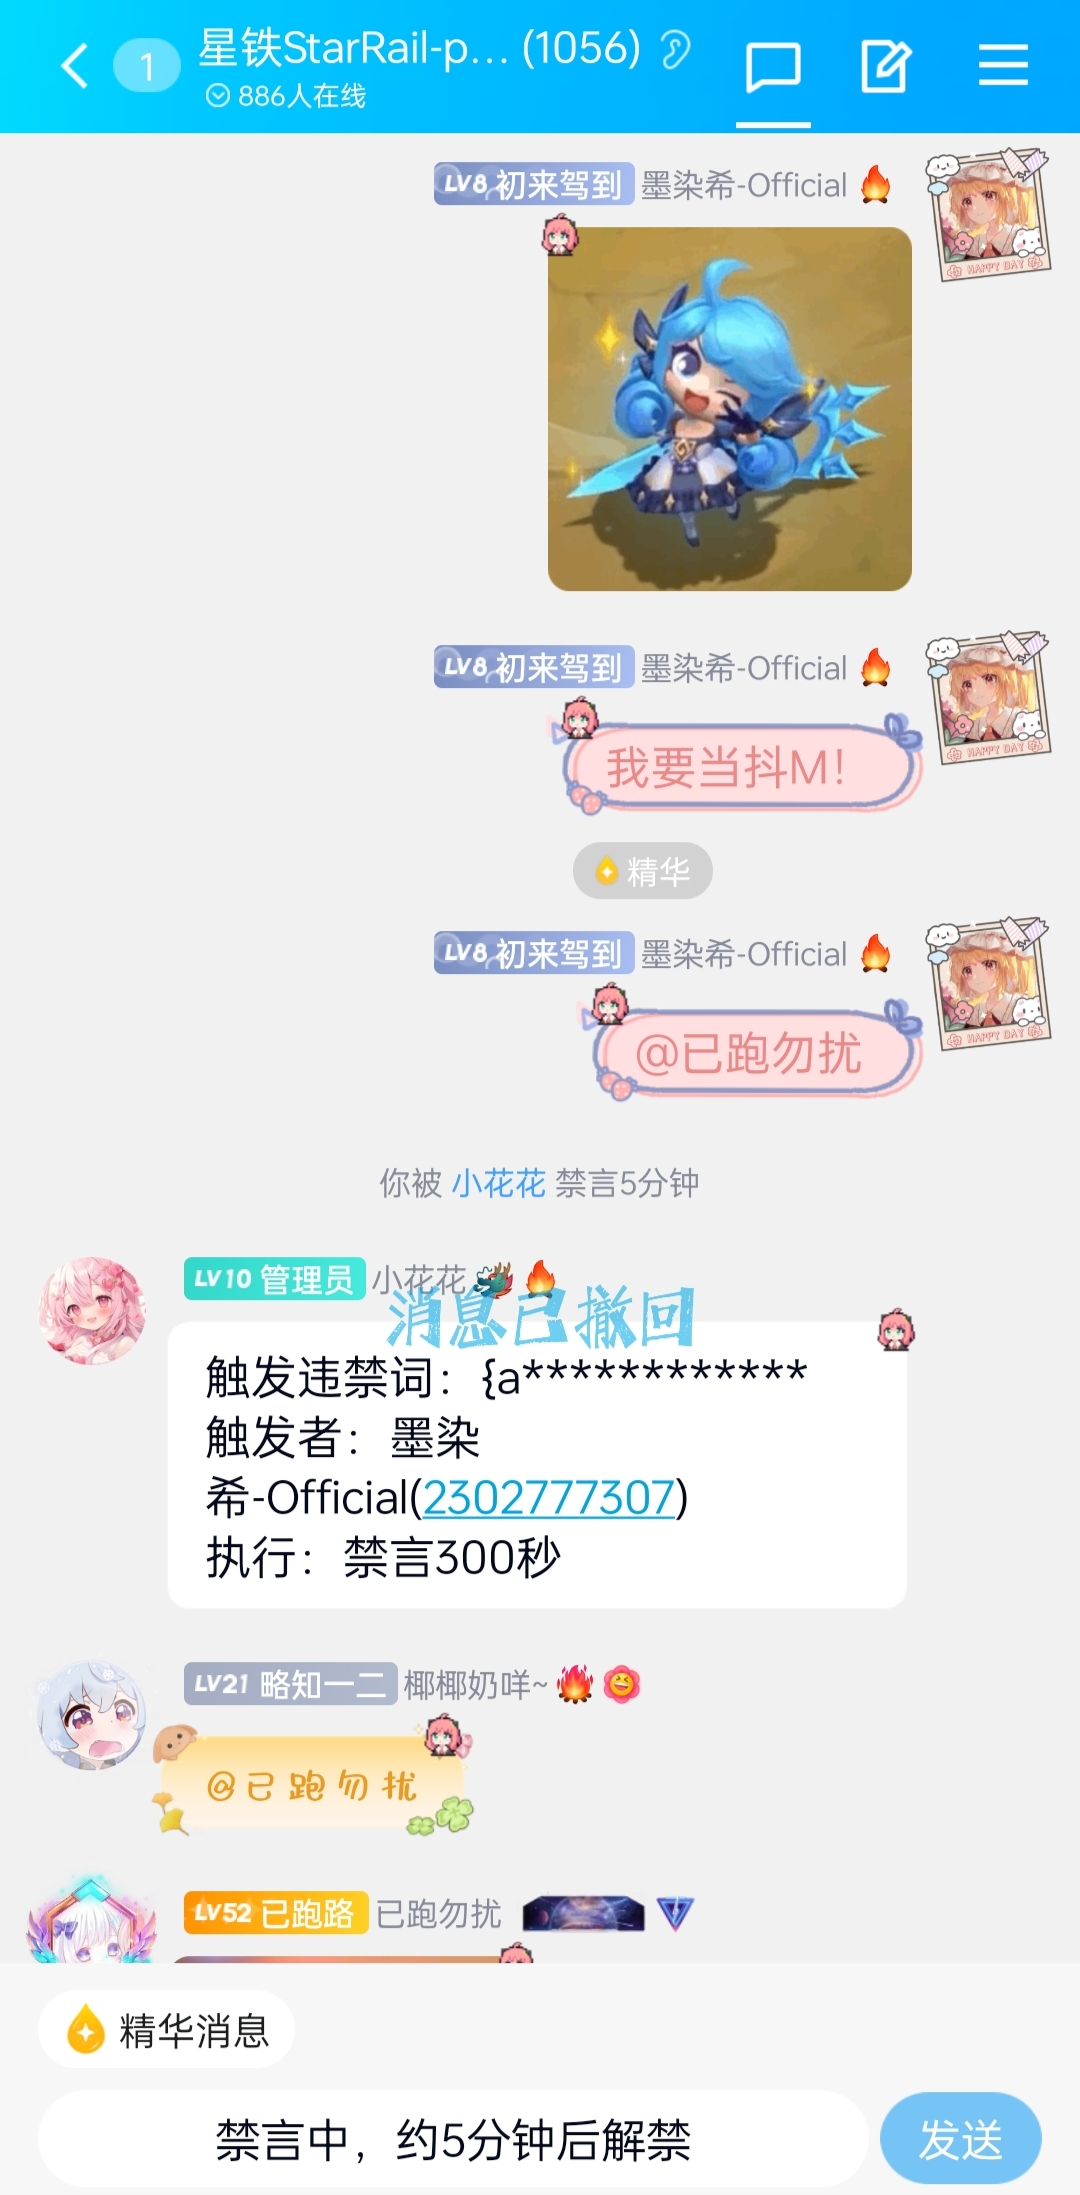 1
星铁StarRail-p... (1056)
886人在线
LV8 初来驾到 墨染希-Official
HAPPY DAY
LV8 初来驾到 墨染希-Official
HAPPY DAY
我要当抖M!
精华
LV8 初来驾到 墨染希-Official
HAPPY DAY
@已跑勿扰
你被 小花花 禁言5分钟
LV10 管理员 小花花
消息已撤回
触发违禁词：{a************
触发者：墨染
希-Official(2302777307)
执行：禁言300秒
LV21 略知一二 椰椰奶咩~
@已跑勿扰
LV52 已跑路 已跑勿扰
精华消息
禁言中，约5分钟后解禁
发送